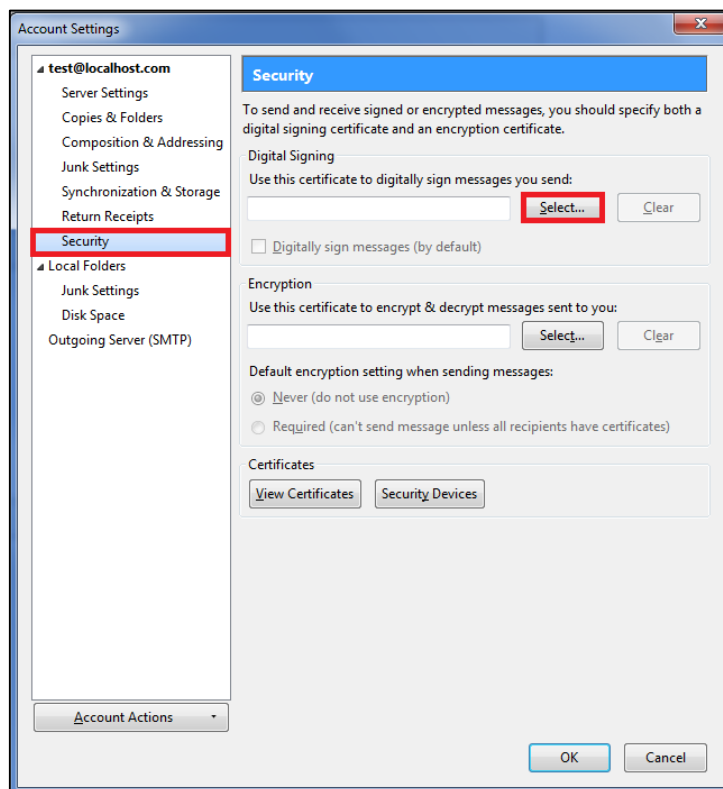 Account Settings
test@localhost.com
Server Settings
Copies & Folders
Composition & Addressing
Junk Settings
Synchronization & Storage
Return Receipts
Security
Local Folders
Junk Settings
Disk Space
Outgoing Server (SMTP)
Account Actions
Security
To send and receive signed or encrypted messages, you should specify both a
digital signing certificate and an encryption certificate.
Digital Signing
Use this certificate to digitally sign messages you send:
Select... Clear
Digitally sign messages (by default)
Encryption
Use this certificate to encrypt & decrypt messages sent to you:
Select... Clear
Default encryption setting when sending messages:
Never (do not use encryption)
Required (can't send message unless all recipients have certificates)
Certificates
View Certificates Security Devices
OK Cancel